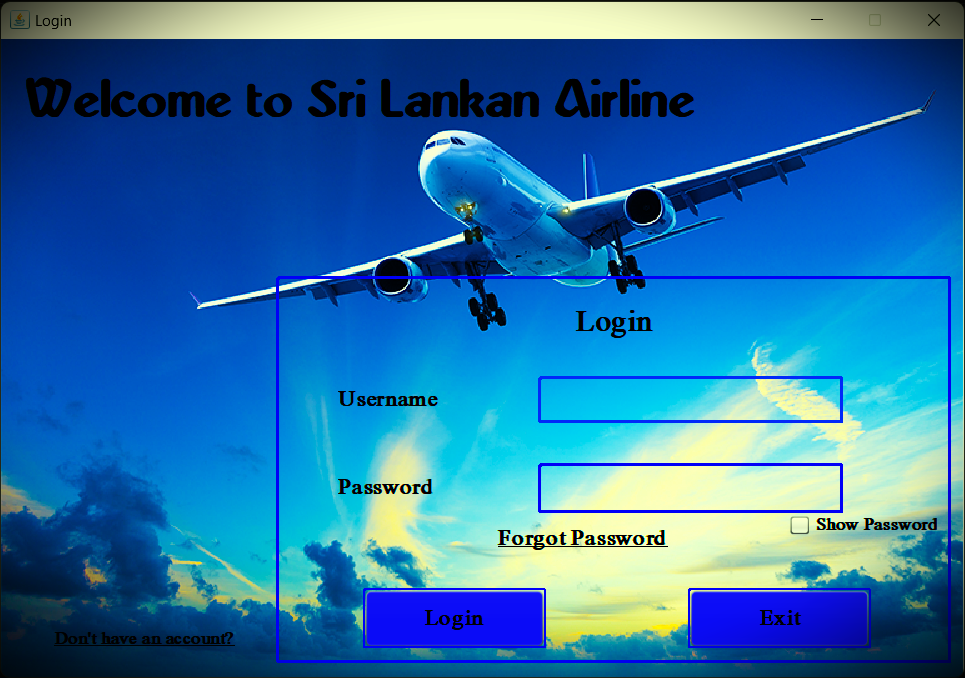 Login
Welcome to Sri Lankan Airline
Login
Username
Password
Show Password
Forgot Password
Login
Exit
Don't have an account?